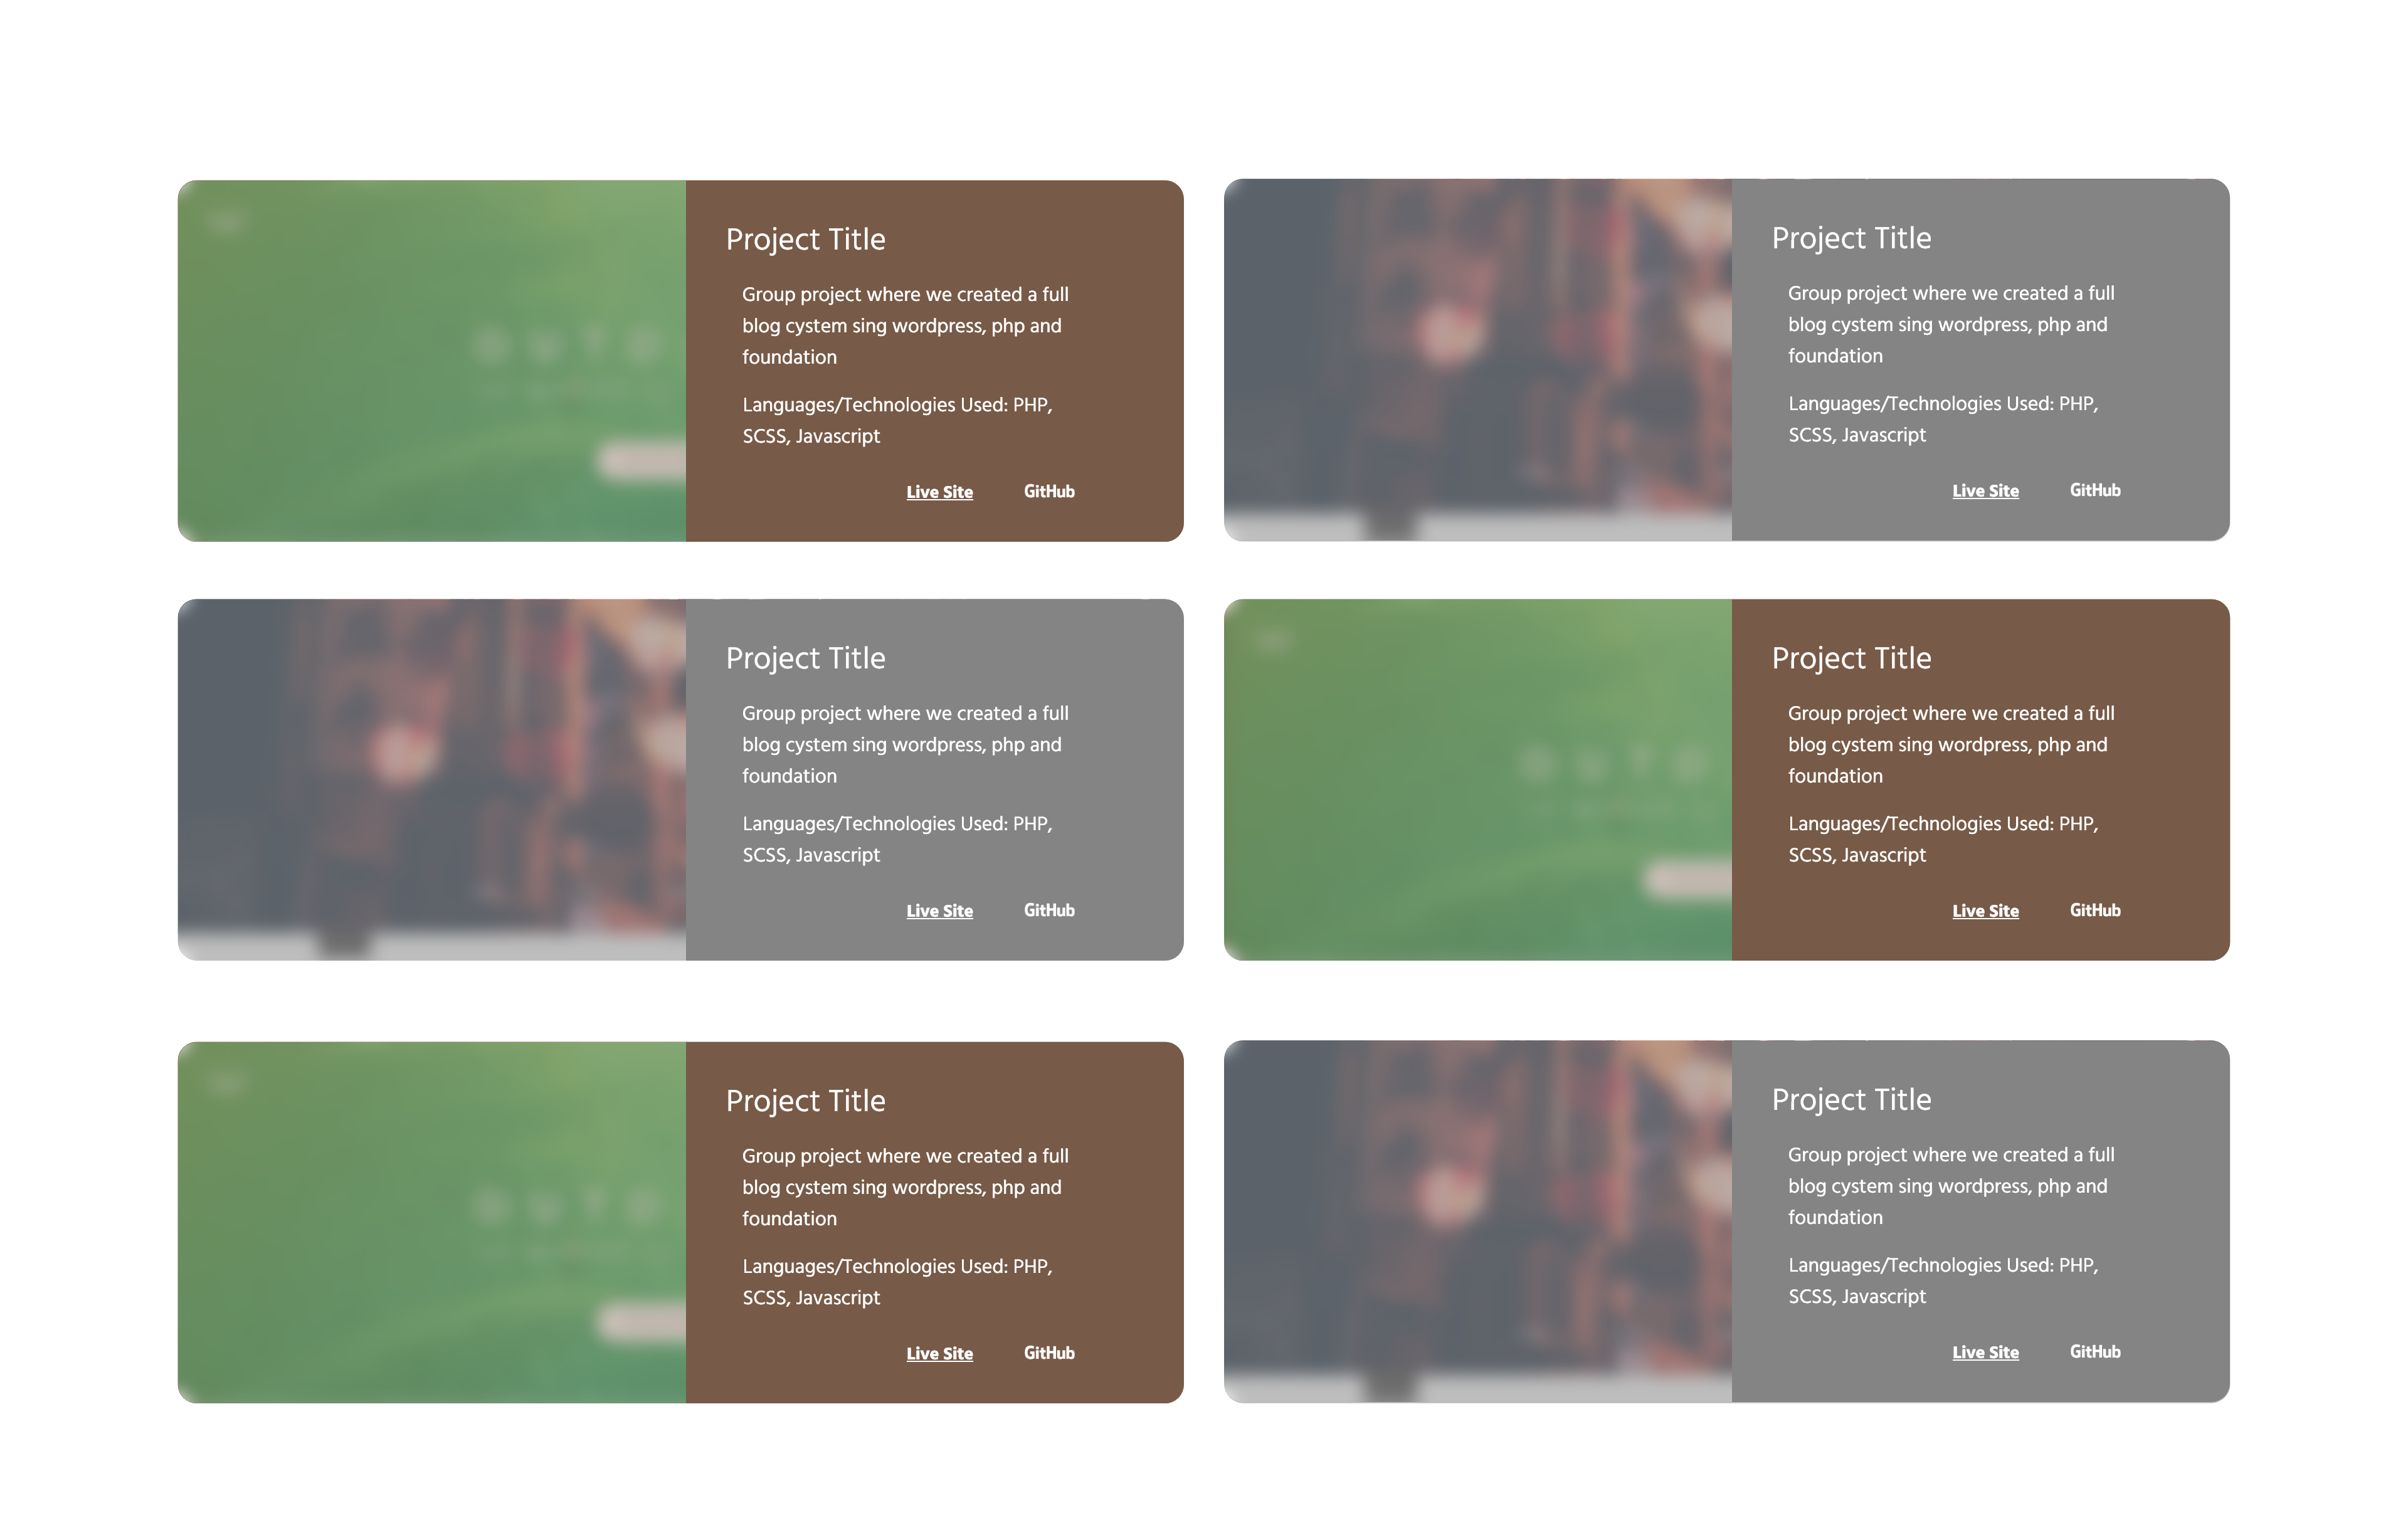 Project Title
Group project where we created a full
blog cystem sing wordpress, php and
foundation
Languages/Technologies Used: PHP,
SCSS, Javascript
Live Site GitHub
Project Title
Group project where we created a full
blog cystem sing wordpress, php and
foundation
Languages/Technologies Used: PHP,
SCSS, Javascript
Live Site GitHub
Project Title
Group project where we created a full
blog cystem sing wordpress, php and
foundation
Languages/Technologies Used: PHP,
SCSS, Javascript
Live Site GitHub
Project Title
Group project where we created a full
blog cystem sing wordpress, php and
foundation
Languages/Technologies Used: PHP,
SCSS, Javascript
Live Site GitHub
Project Title
Group project where we created a full
blog cystem sing wordpress, php and
foundation
Languages/Technologies Used: PHP,
SCSS, Javascript
Live Site GitHub
Project Title
Group project where we created a full
blog cystem sing wordpress, php and
foundation
Languages/Technologies Used: PHP,
SCSS, Javascript
Live Site GitHub